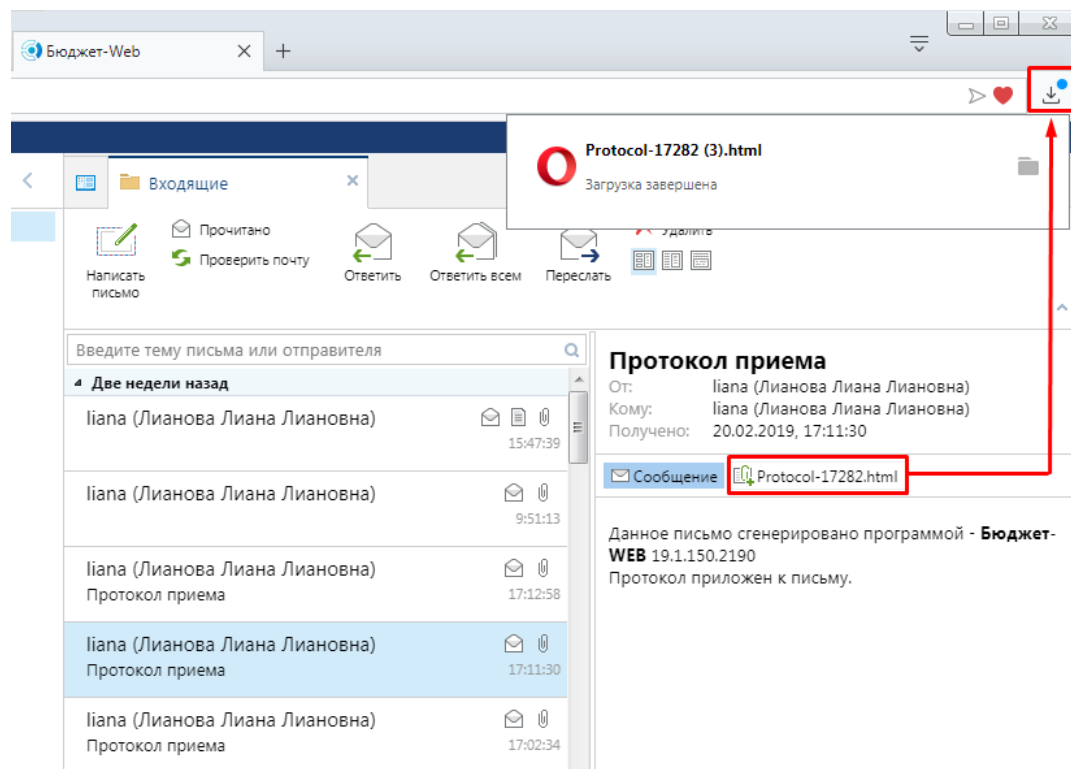 Бюджет-Web
Protocol-17282 (3).html
Загрузка завершена
Входящие
Написать
письмо
Прочитано
Проверить почту
Ответить
Ответить всем
Переслать
Удалить
Введите тему письма или отправителя
Две недели назад
liana (Лианова Лиана Лиановна)
15:47:39
liana (Лианова Лиана Лиановна)
9:51:13
liana (Лианова Лиана Лиановна)
Протокол приема
17:12:58
liana (Лианова Лиана Лиановна)
Протокол приема
17:11:30
liana (Лианова Лиана Лиановна)
Протокол приема
17:02:34
Протокол приема
От: liana (Лианова Лиана Лиановна)
Кому: liana (Лианова Лиана Лиановна)
Получено: 20.02.2019, 17:11:30
Сообщение Protocol-17282.html
Данное письмо сгенерировано программой - Бюджет-
WEB 19.1.150.2190
Протокол приложен к письму.